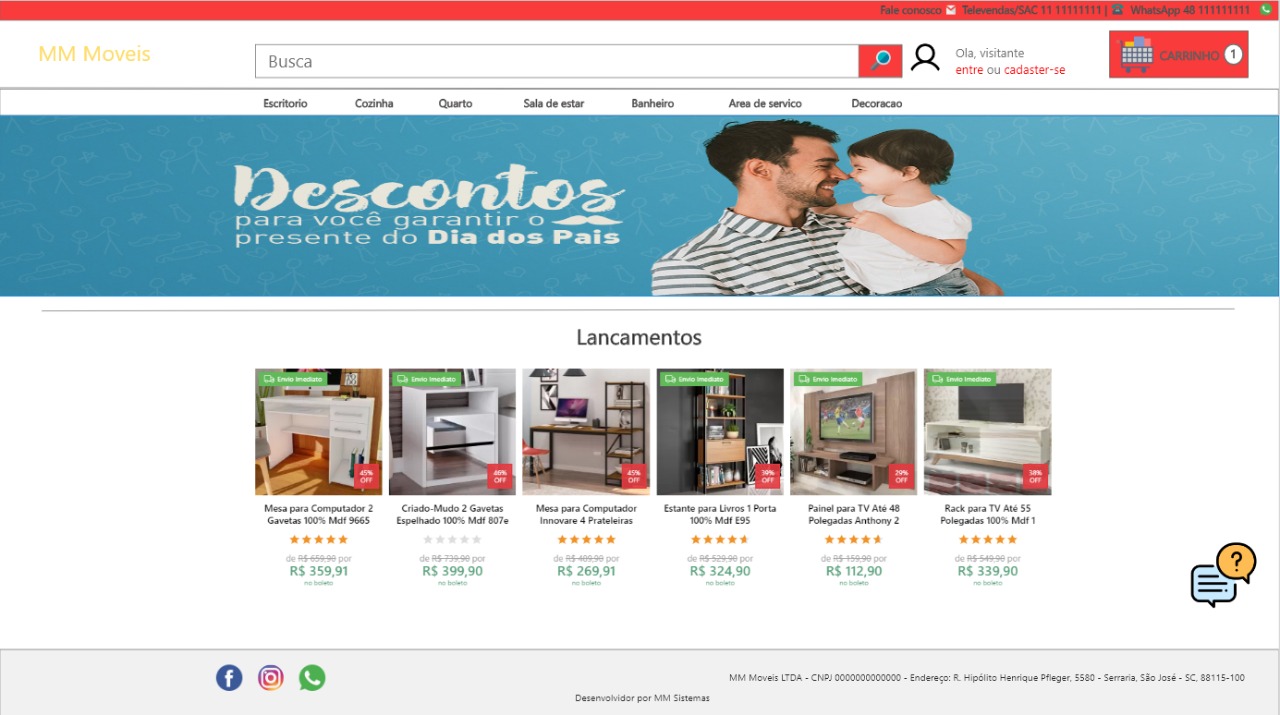 Fale conosco Televendas/SAC 11 11111111 | WhatsApp 48 111111111
MM Moveis
Busca
Ola, visitante
entre ou cadaster-se
CARRINHO 1
Escritorio Cozinha Quarto Sala de estar Banheiro Area de servico Decoracao
Descontos
para você garantir o
presente do Dia dos Pais
Lancamentos
Envio Imediato
45%
OFF
Mesa para Computador 2
Gavetas 100% Mdf 9665
de R$ 659,90 por
R$ 359,91
no boleto
Envio Imediato
46%
OFF
Criado-Mudo 2 Gavetas
Espelhado 100% Mdf 807e
de R$ 739,90 por
R$ 399,90
no boleto
45%
OFF
Mesa para Computador
Innovare 4 Prateleiras
de R$ 489,90 por
R$ 269,91
no boleto
Envio Imediato
39%
OFF
Estante para Livros 1 Porta
100% Mdf E95
de R$ 529,90 por
R$ 324,90
no boleto
Envio Imediato
29%
OFF
Painel para TV Até 48
Polegadas Anthony 2
de R$ 159,90 por
R$ 112,90
no boleto
Envio Imediato
38%
OFF
Rack para TV Até 55
Polegadas 100% Mdf 1
de R$ 549,90 por
R$ 339,90
no boleto
?
MM Moveis LTDA - CNPJ 0000000000000 - Endereço: R. Hipólito Henrique Pfleger, 5580 - Serraria, São José - SC, 88115-100
Desenvolvidor por MM Sistemas